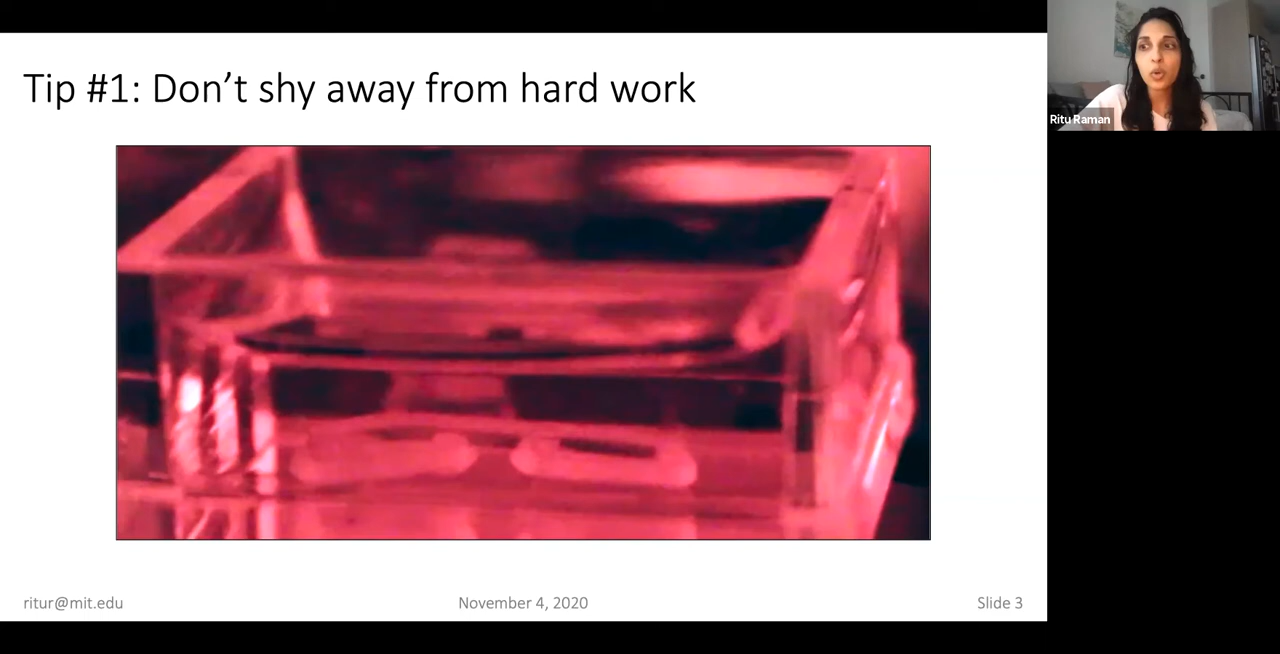 Tip #1: Don’t shy away from hard work
Ritu Raman
ritur@mit.edu
November 4, 2020
Slide 3